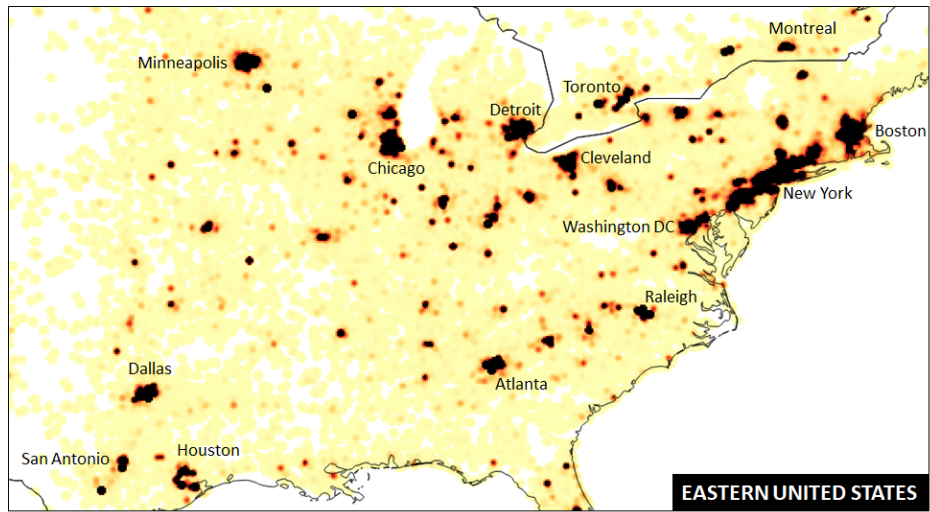 Montreal
Minneapolis
Toronto
Detroit
Boston
Cleveland
Chicago
New York
Washington DC
Raleigh
Dallas
Atlanta
Houston
San Antonio
EASTERN UNITED STATES